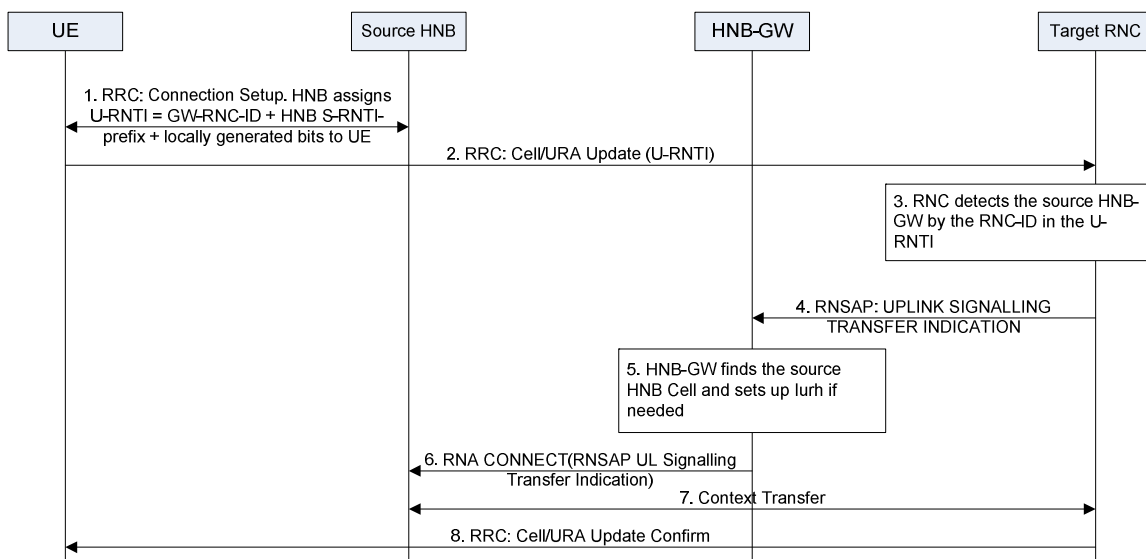 UE
Source HNB
HNB-GW
Target RNC
1. RRC: Connection Setup. HNB assigns
U-RNTI = GW-RNC-ID + HNB S-RNTI-
prefix + locally generated bits to UE
2. RRC: Cell/URA Update (U-RNTI)
3. RNC detects the source HNB-
GW by the RNC-ID in the U-
RNTI
4. RNSAP: UPLINK SIGNALLING
TRANSFER INDICATION
5. HNB-GW finds the source
HNB Cell and sets up Iurh if
needed
6. RNA CONNECT(RNSAP UL Signalling
Transfer Indication)
7. Context Transfer
8. RRC: Cell/URA Update Confirm